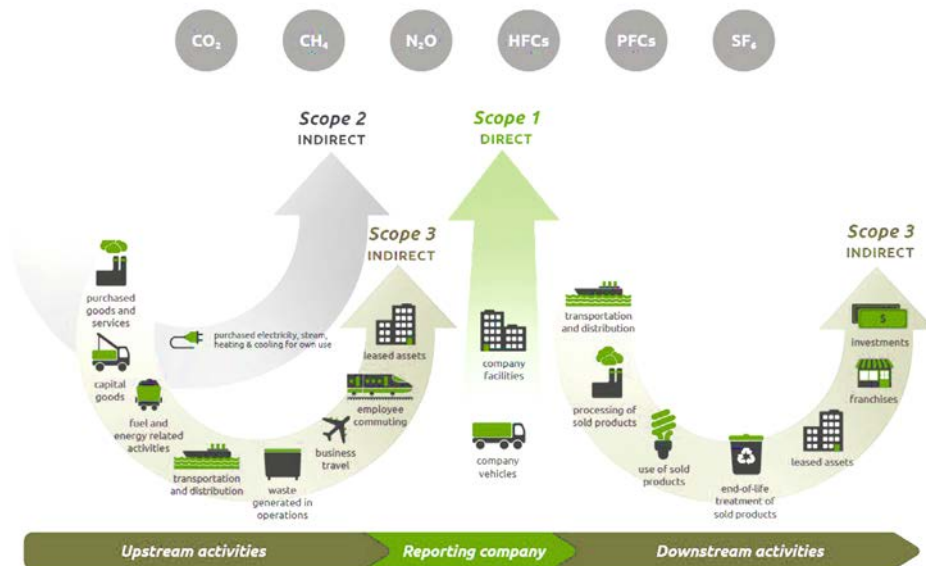 CO₂
CH₄
N₂O
HFCs
PFCs
SF₆
Scope 2
INDIRECT
Scope 1
DIRECT
Scope 3
INDIRECT
Scope 3
INDIRECT
purchased
goods and
services
capital
goods
fuel and
energy related
activities
transportation
and distribution
waste
generated in
operations
business
travel
employee
commuting
leased assets
purchased electricity, steam,
heating & cooling for own use
company
facilities
company
vehicles
transportation
and distribution
processing of
sold products
use of sold
products
end-of-life
treatment of
sold products
leased assets
franchises
$
investments
Upstream activities
Reporting company
Downstream activities